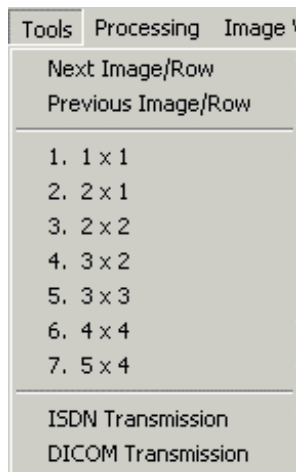 Tools Processing Image
Next Image/Row
Previous Image/Row
1. 1 x 1
2. 2 x 1
3. 2 x 2
4. 3 x 2
5. 3 x 3
6. 4 x 4
7. 5 x 4
ISDN Transmission
DICOM Transmission